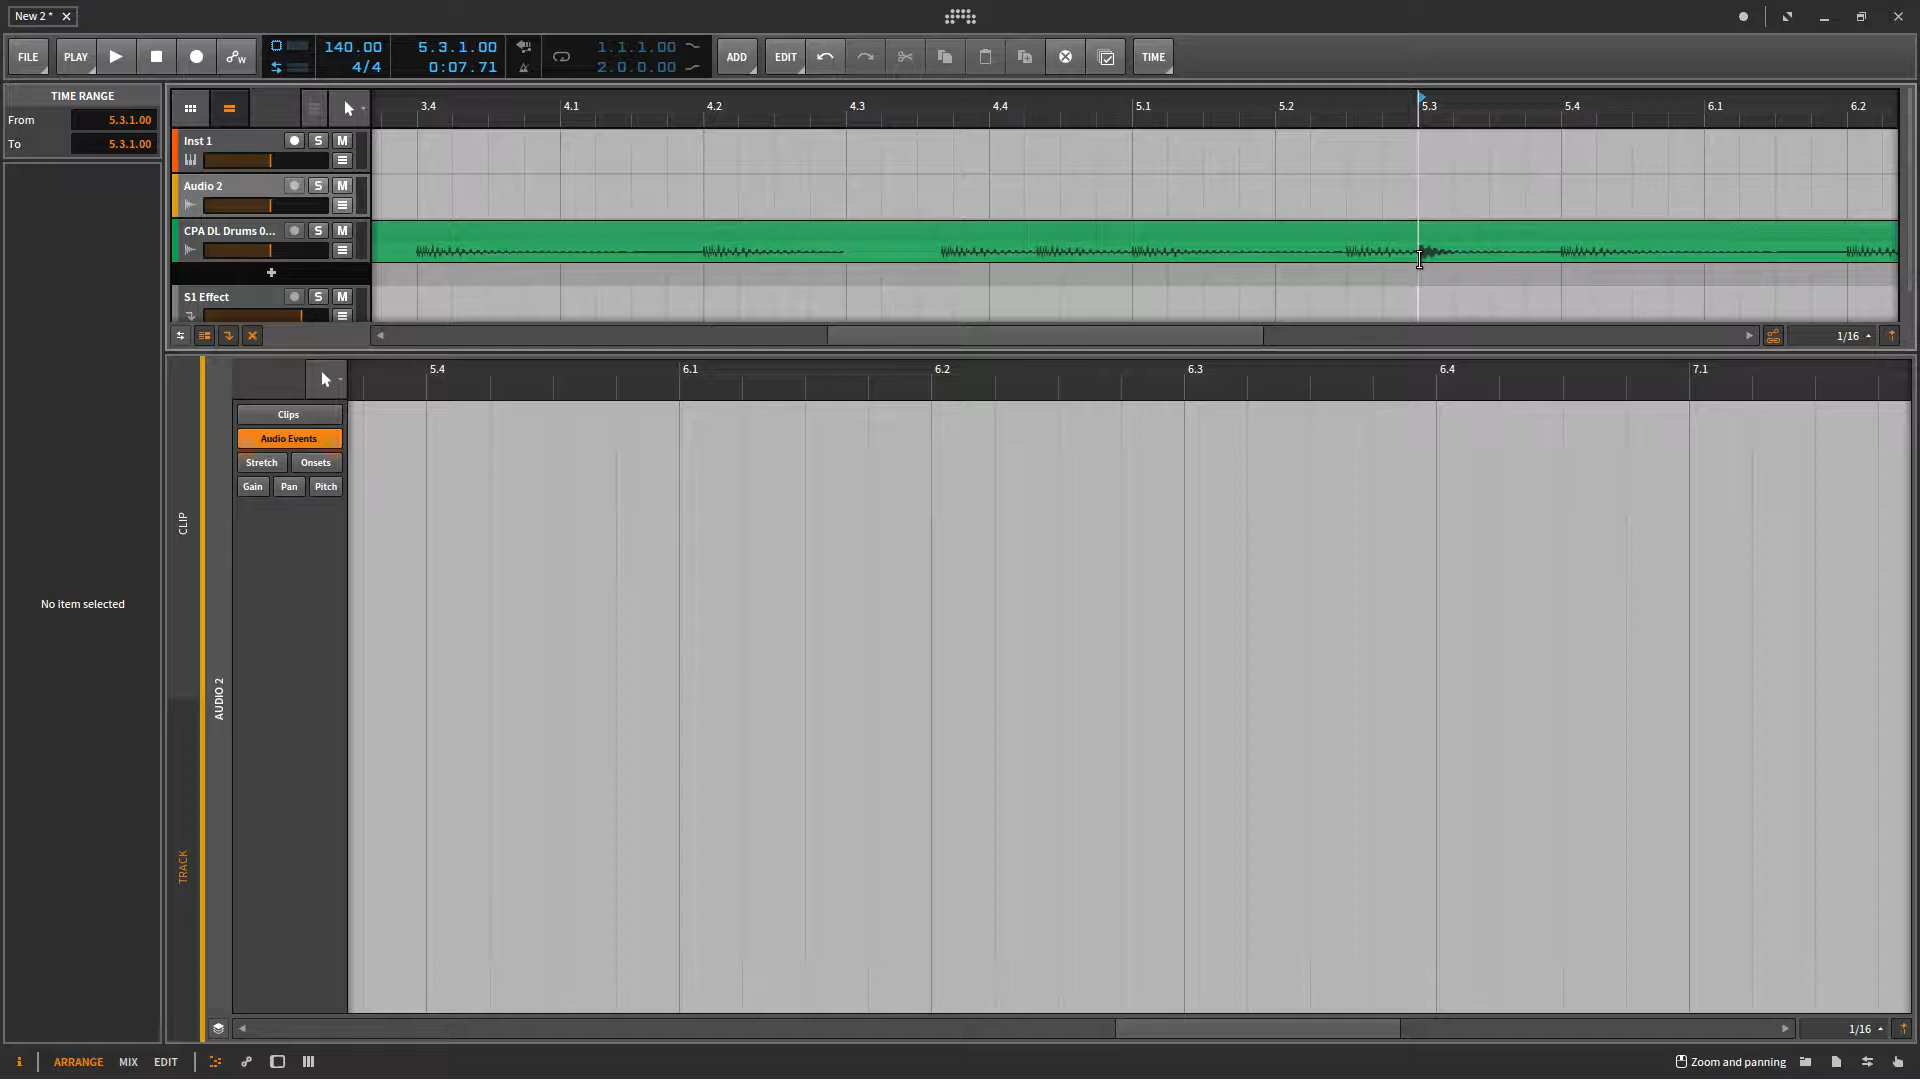 New 2 *
FILE
PLAY
140.00
4/4
5.3.1.00
0:07.71
1.1.1.00
2.0.0.00
ADD
EDIT
TIME
TIME RANGE
From 5.3.1.00
To 5.3.1.00
3.4 4.1 4.2 4.3 4.4 5.1 5.2 5.3 5.4 6.1 6.2
Inst 1 S M
Audio 2 S M
CPA DL Drums 0... S M
+
S1 Effect S M
1/16
5.4 6.1 6.2 6.3 6.4 7.1
Clips
Audio Events
Stretch Onsets
Gain Pan Pitch
CLIP
TRACK
AUDIO 2
No item selected
1/16
i ARRANGE MIX EDIT
Zoom and panning